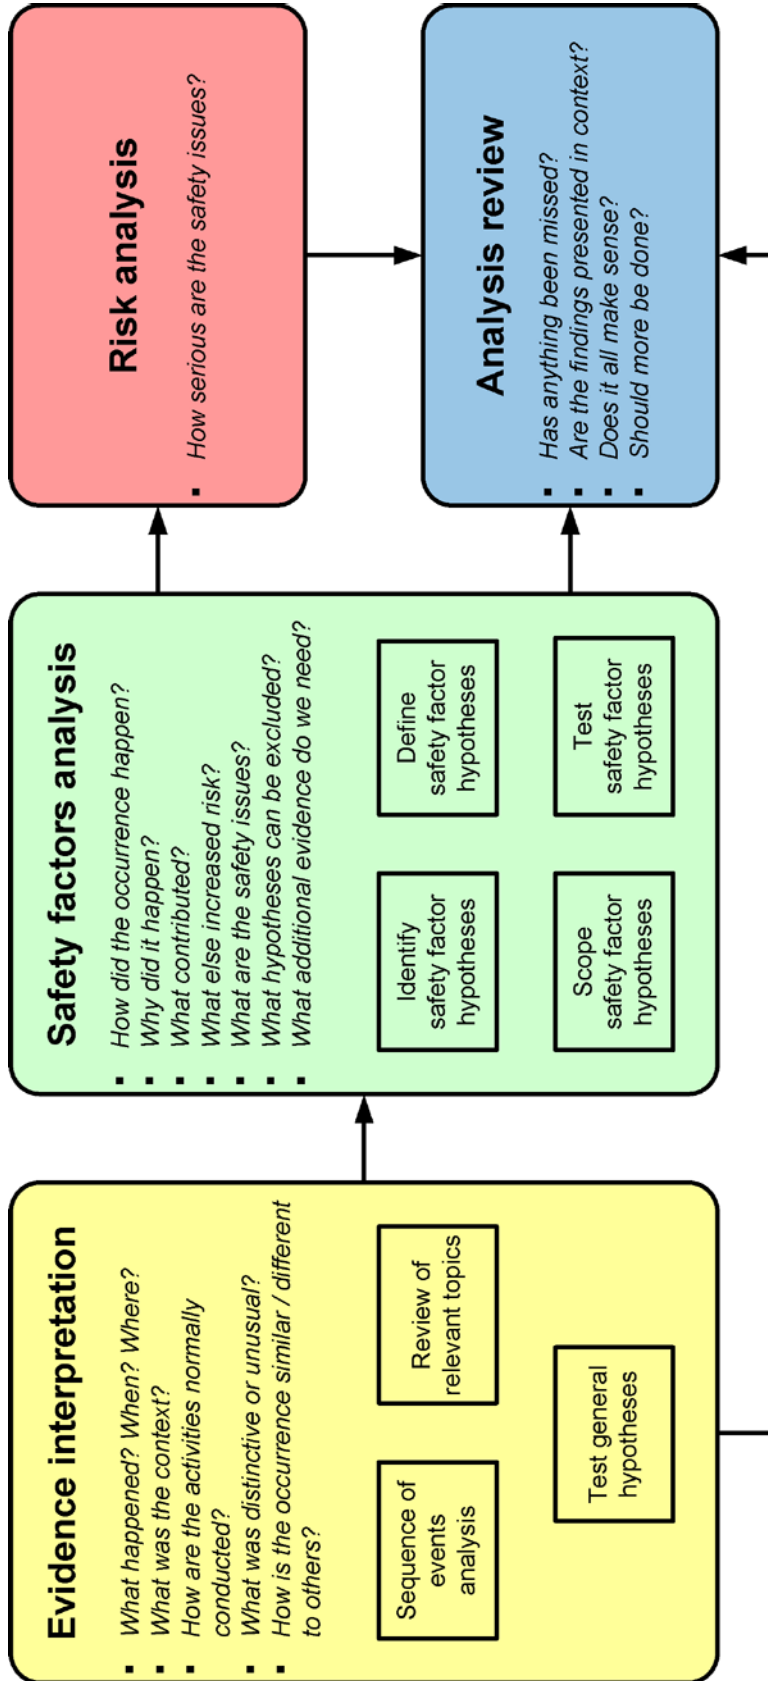 Evidence interpretation
▪ What happened? When? Where?
▪ What was the context?
▪ How are the activities normally
conducted?
▪ What was distinctive or unusual?
▪ How is the occurrence similar / different
to others?
Sequence of
events
analysis
Review of
relevant topics
Test general
hypotheses
Safety factors analysis
▪ How did the occurrence happen?
▪ Why did it happen?
▪ What contributed?
▪ What else increased risk?
▪ What are the safety issues?
▪ What hypotheses can be excluded?
▪ What additional evidence do we need?
Identify
safety factor
hypotheses
Define
safety factor
hypotheses
Scope
safety factor
hypotheses
Test
safety factor
hypotheses
Risk analysis
▪ How serious are the safety issues?
Analysis review
▪ Has anything been missed?
▪ Are the findings presented in context?
▪ Does it all make sense?
▪ Should more be done?